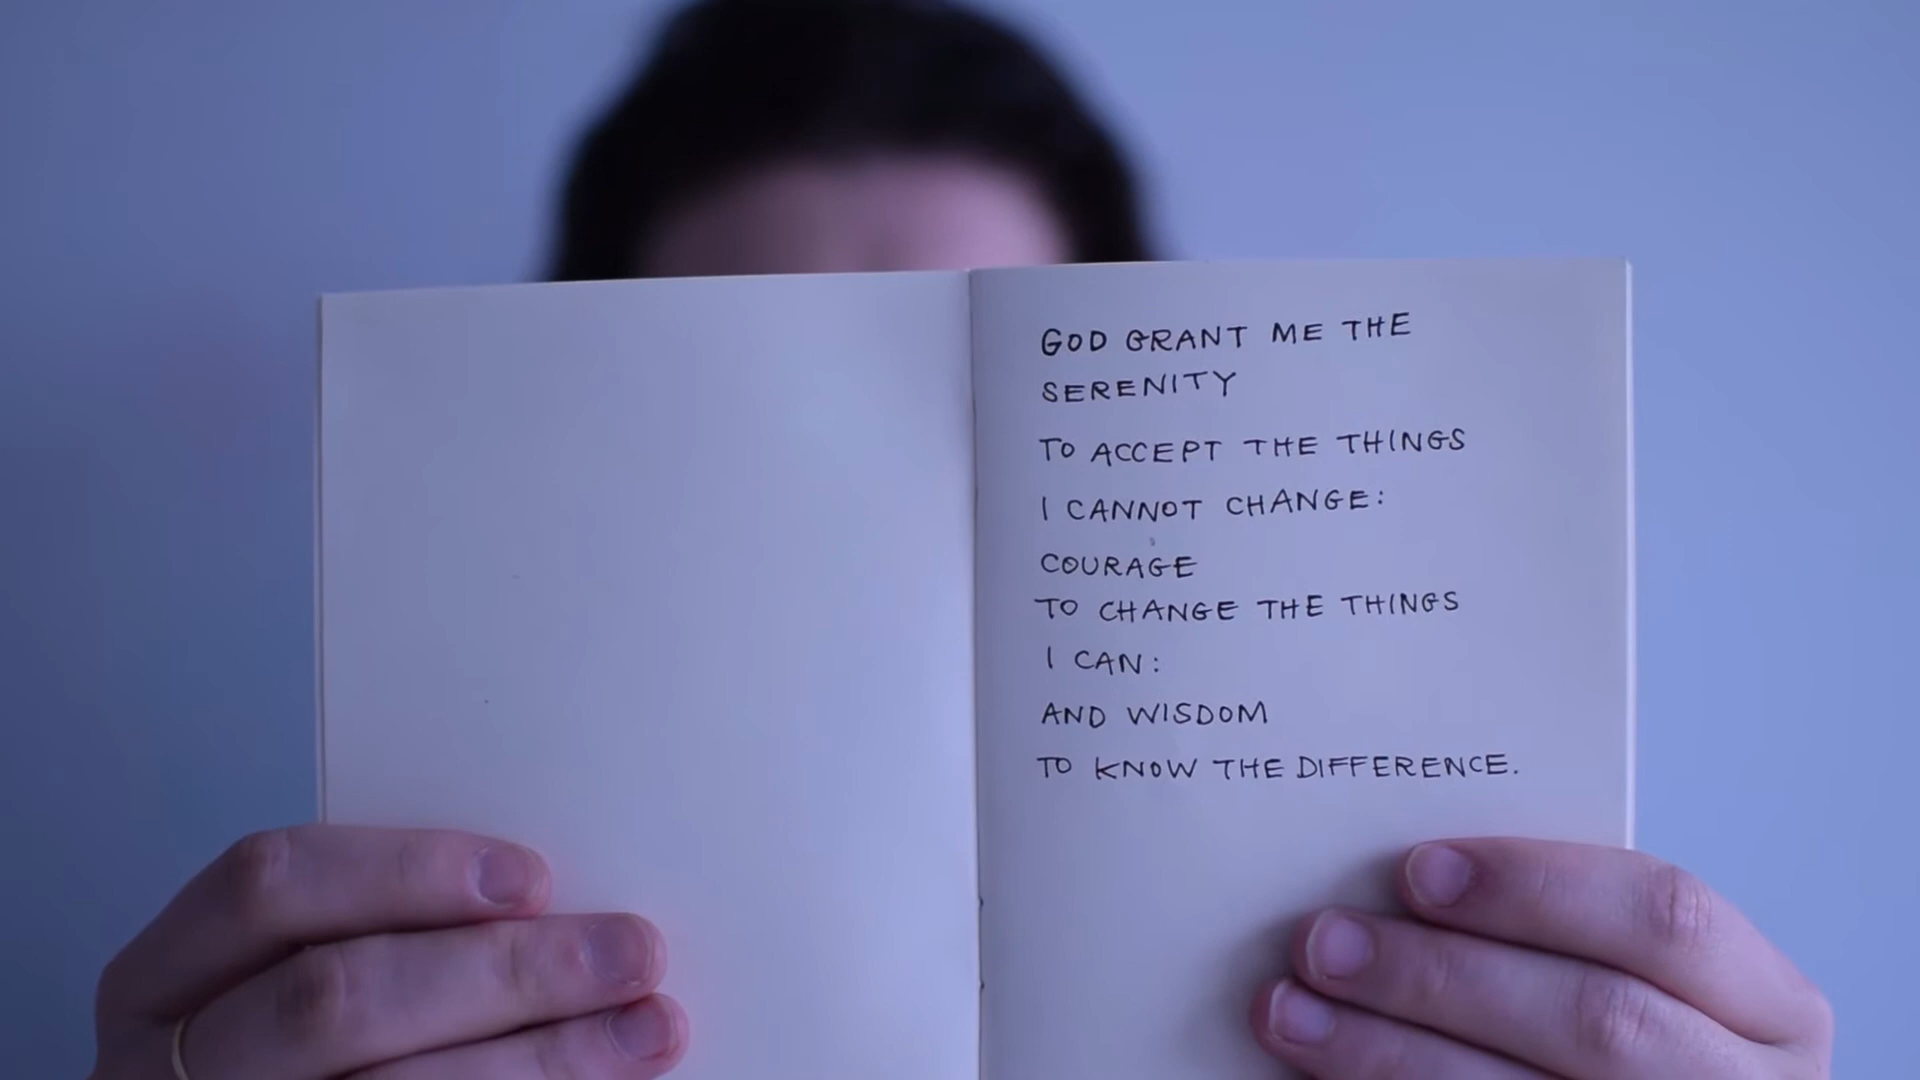 GOD GRANT ME THE
SERENITY
TO ACCEPT THE THINGS
I CANNOT CHANGE:
COURAGE
TO CHANGE THE THINGS
I CAN:
AND WISDOM
TO KNOW THE DIFFERENCE.